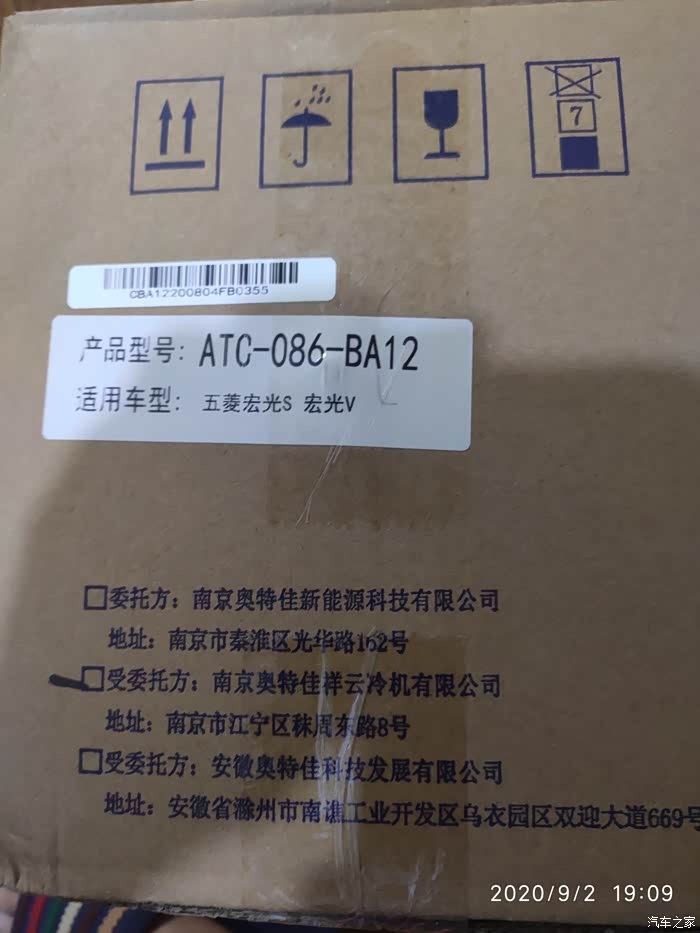 7
CBA12200804FB0355
产品型号: ATC-086-BA12
适用车型: 五菱宏光S 宏光V
委托方: 南京奥特佳新能源科技有限公司
地址: 南京市秦淮区光华路162号
受委托方: 南京奥特佳祥云冷机有限公司
地址: 南京市江宁区秣周东路8号
受委托方: 安徽奥特佳科技发展有限公司
地址: 安徽省滁州市南谯工业开发区乌衣园区双迎大道669号
2020/9/2 19:09
汽车之家